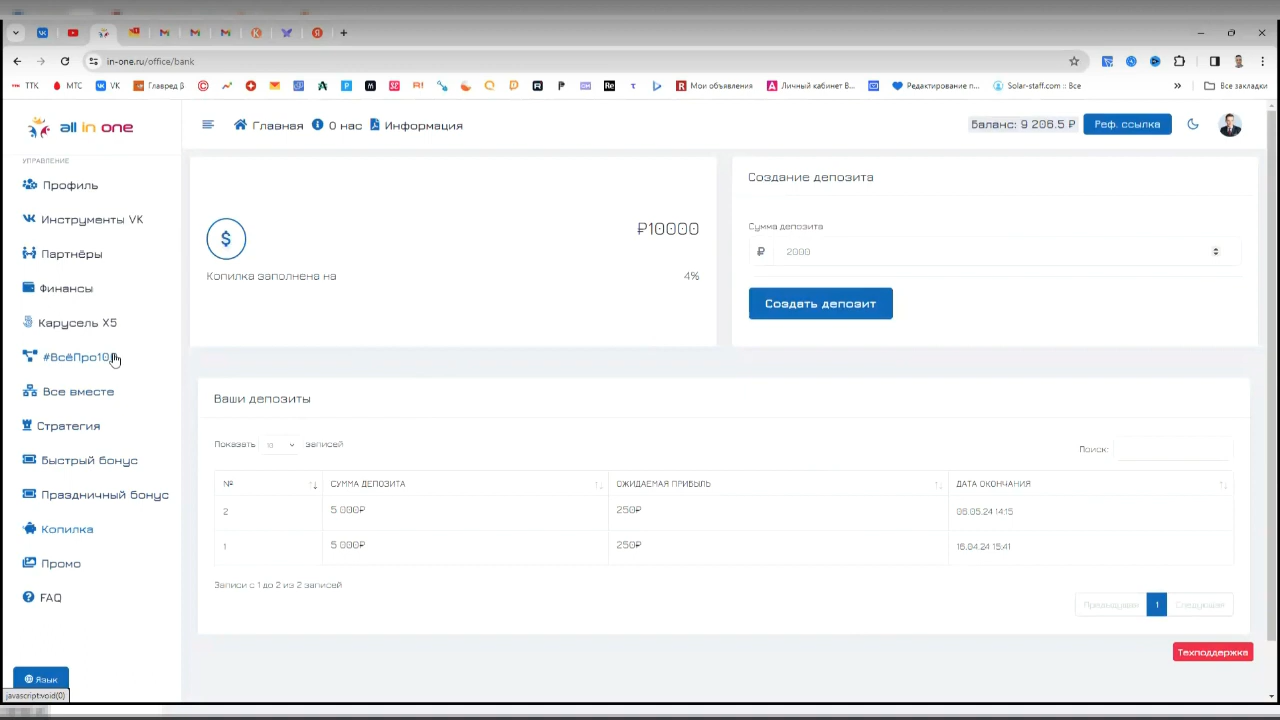 in-one.ru/office/bank
ТТК МТС VK Главред β Мои объявления Личный кабинет В... Редактирование п... Solar-staff.com :: Все » Все закладки
all in one
Главная О нас Информация
Баланс: 9 206.5 ₽ Реф. ссылка
УПРАВЛЕНИЕ
Профиль
Инструменты VK
Партнёры
Финансы
Карусель X5
#ВсёПро10
Все вместе
Стратегия
Быстрый бонус
Праздничный бонус
Копилка
Промо
FAQ
Язык
javascript:void(0)
₽10000
Копилка заполнена на 4%
Создание депозита
Сумма депозита
₽ 2000
Создать депозит
Ваши депозиты
Показать 10 записей
Поиск:
№ СУММА ДЕПОЗИТА ОЖИДАЕМАЯ ПРИБЫЛЬ ДАТА ОКОНЧАНИЯ
2 5 000₽ 250₽ 06.05.24 14:15
1 5 000₽ 250₽ 16.04.24 15:41
Записи с 1 до 2 из 2 записей
Предыдущая 1 Следующая
Техподдержка